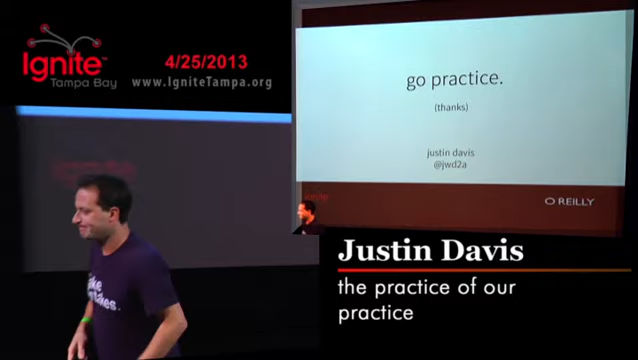 Ignite™
Tampa Bay
4/25/2013
www.IgniteTampa.org
go practice.
(thanks)
justin davis
@jwd2a
O REILLY
Justin Davis
the practice of our
practice